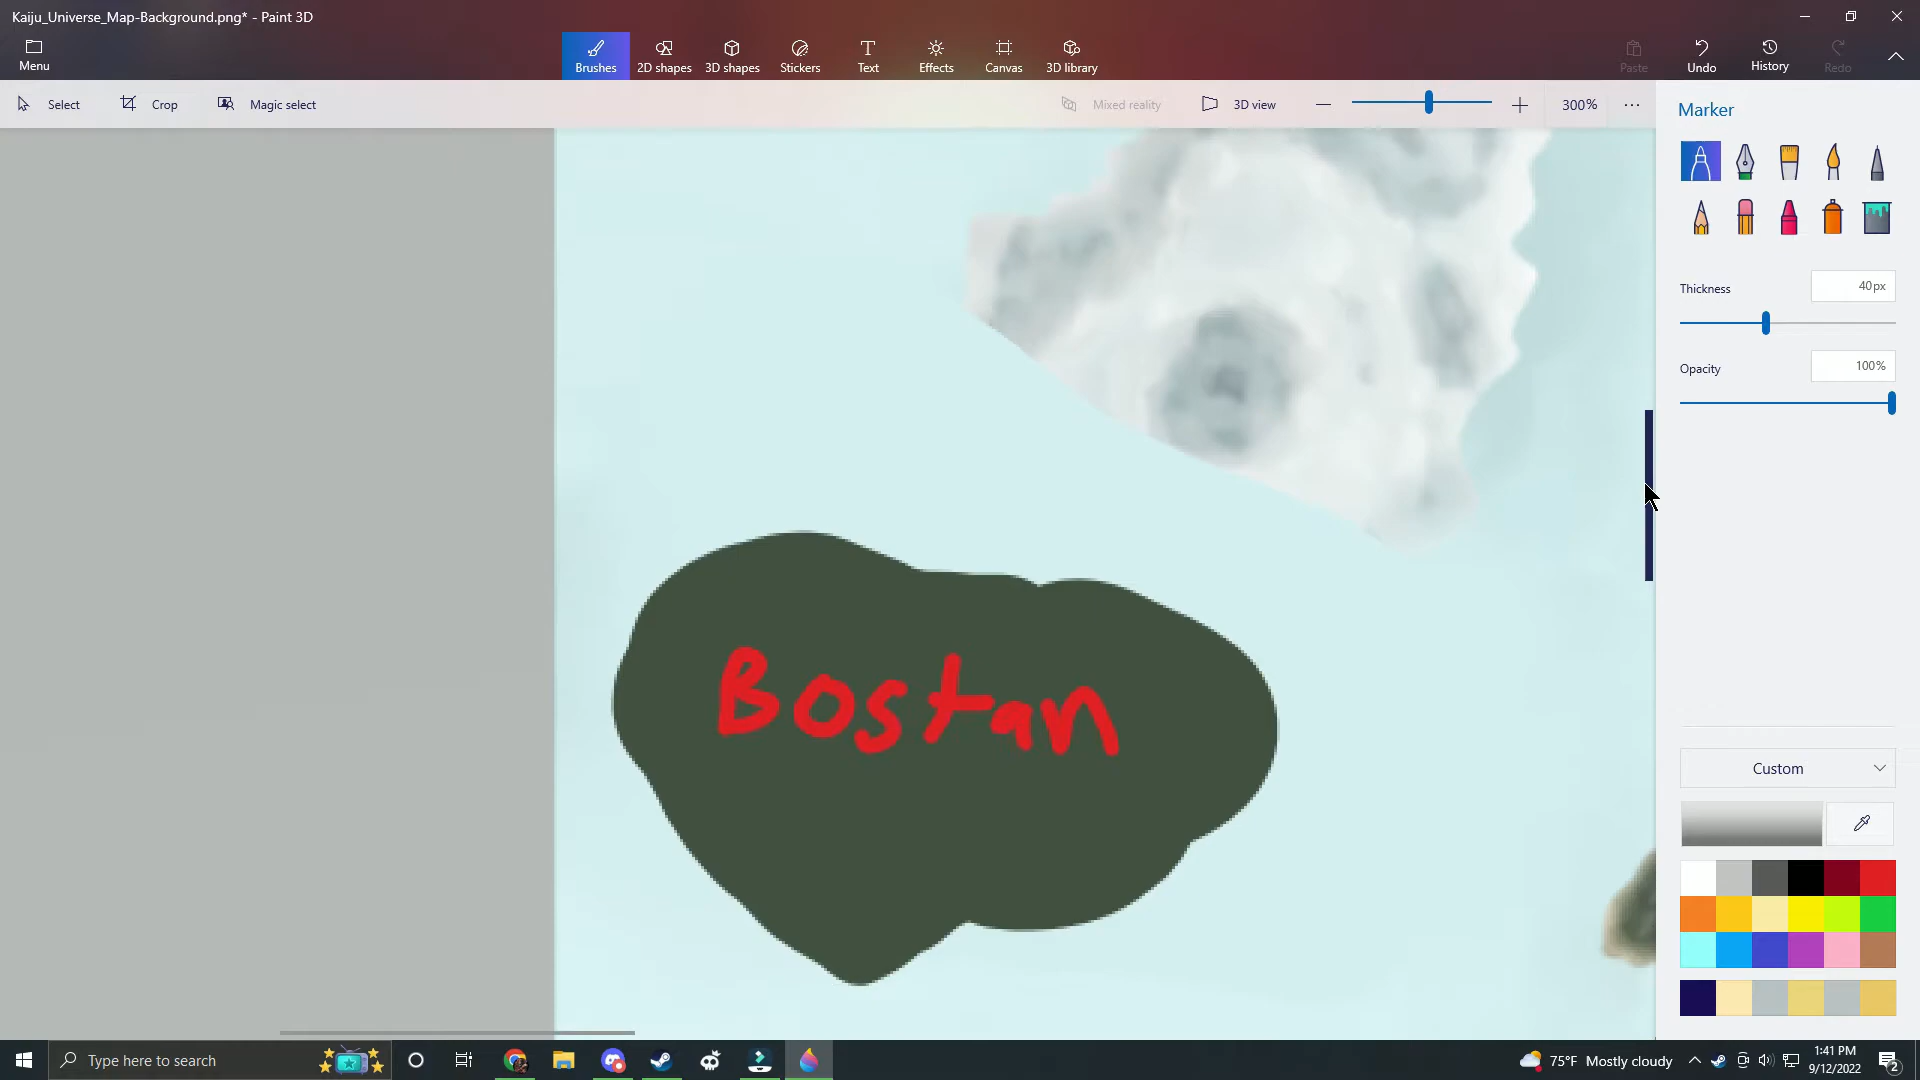 Kaiju_Universe_Map-Background.png* - Paint 3D
Menu
Brushes
2D shapes
3D shapes
Stickers
Text
Effects
Canvas
3D library
Paste
Undo
History
Redo
Select
Crop
Magic select
Mixed reality
3D view
300%
Marker
Thickness
40px
Opacity
100%
Bostan
Custom
Type here to search
75°F Mostly cloudy
1:41 PM
9/12/2022
2